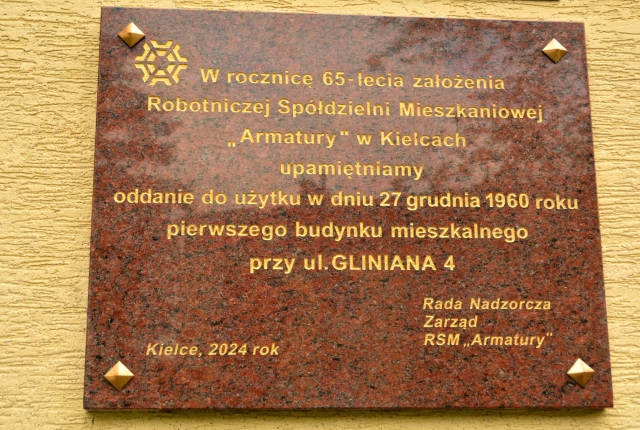 W rocznicę 65-lecia założenia
Robotniczej Spółdzielni Mieszkaniowej
„Armatury" w Kielcach
upamiętniamy
oddanie do użytku w dniu 27 grudnia 1960 roku
pierwszego budynku mieszkalnego
przy ul. GLINIANA 4
Rada Nadzorcza
Zarząd
RSM „Armatury"
Kielce, 2024 rok